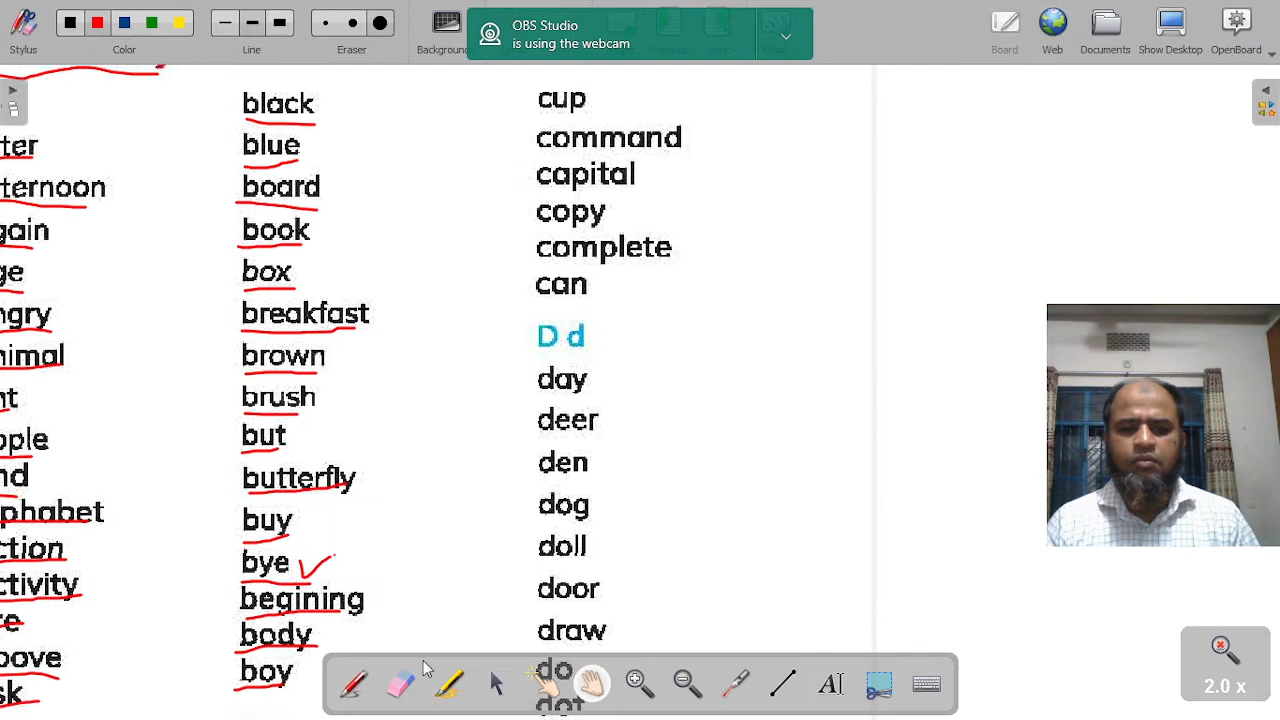 Stylus
Color
Line
Eraser
Background
OBS Studio
is using the webcam
Board
Web
Documents
Show Desktop
OpenBoard
ter
ternoon
gain
ge
ngry
nimal
nt
pple
nd
phabet
ction
ctivity
re
bove
sk
black
blue
board
book
box
breakfast
brown
brush
but
butterfly
buy
bye
begining
body
boy
cup
command
capital
copy
complete
can
D d
day
deer
den
dog
doll
door
draw
do
dot
2.0 x